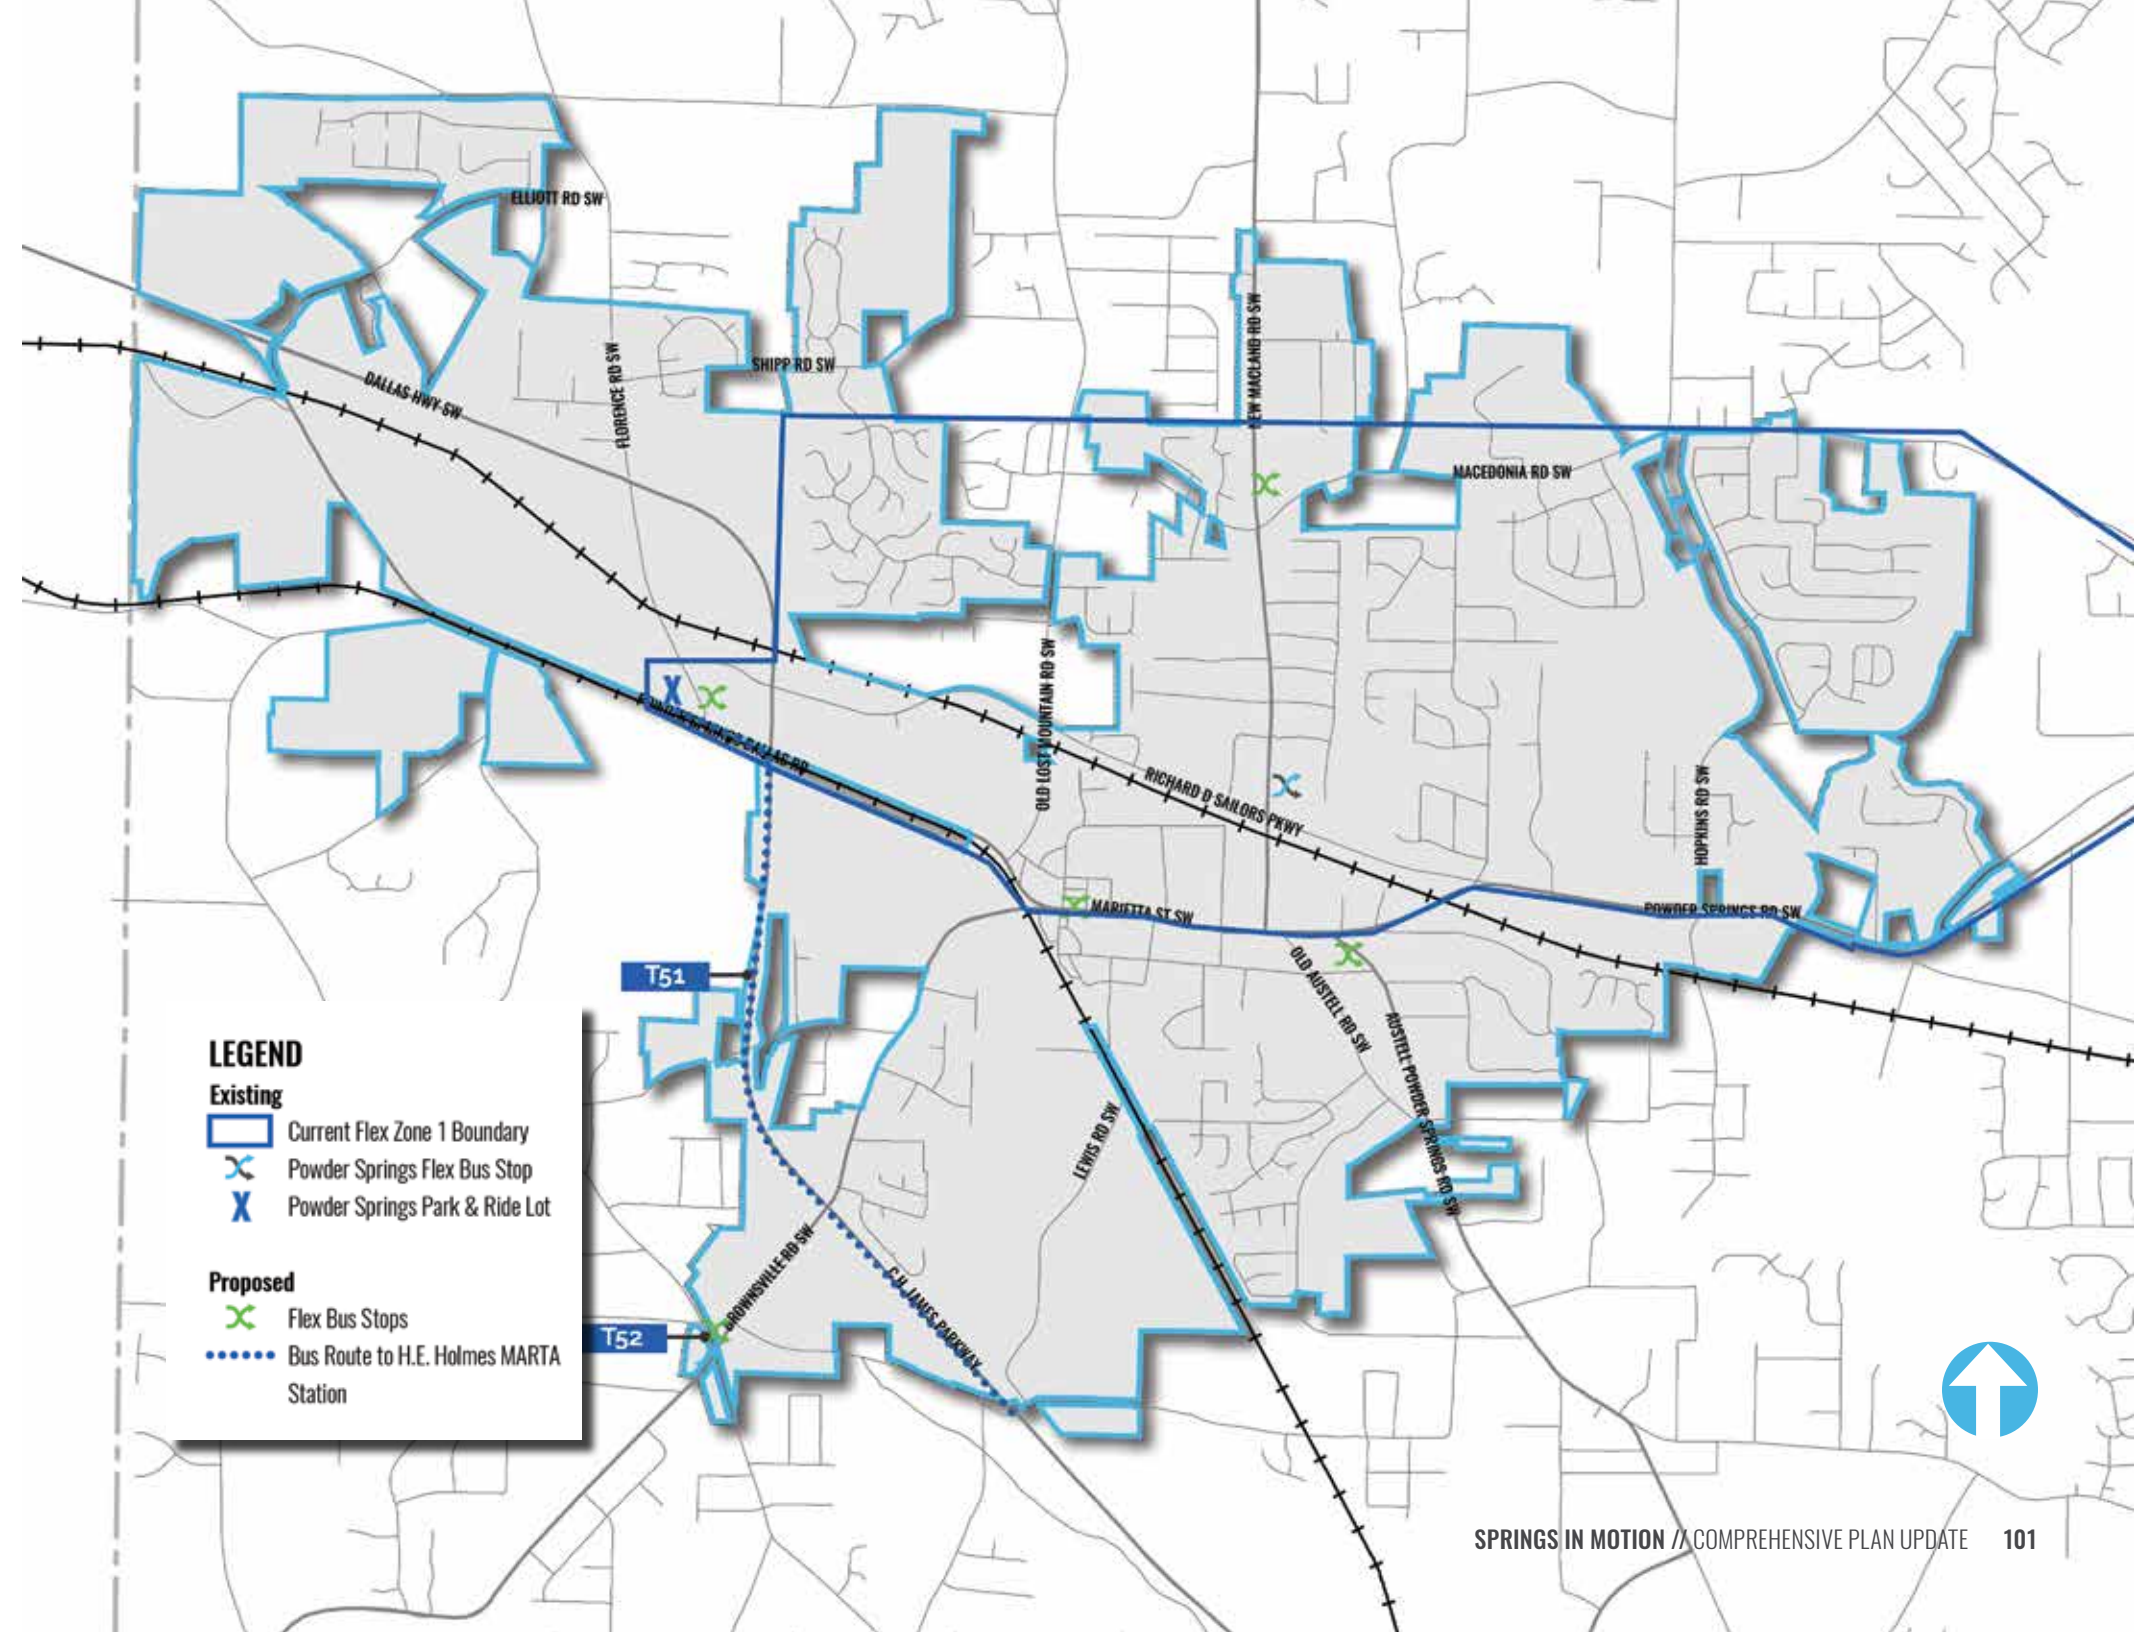 ELLIOTT RD SW
NEW MACLAND RD SW
SHIPP RD SW
FLORENCE RD SW
DALLAS HWY SW
MACEDONIA RD SW
OLD LOST MOUNTAIN RD SW
X
DALLAS RD
RICHARD D SAILORS PKWY
HOPKINS RD SW
MARIETTA ST SW
POWDER SPRINGS RD SW
T51
OLD AUSTELL RD SW
AUSTELL-POWDER SPRINGS RD SW
LEWIS RD SW
BROWNSVILLE RD SW
C.H. JAMES PARKWAY
T52
LEGEND
Existing
Current Flex Zone 1 Boundary
Powder Springs Flex Bus Stop
X Powder Springs Park & Ride Lot
Proposed
Flex Bus Stops
Bus Route to H.E. Holmes MARTA
Station
SPRINGS IN MOTION // COMPREHENSIVE PLAN UPDATE 101